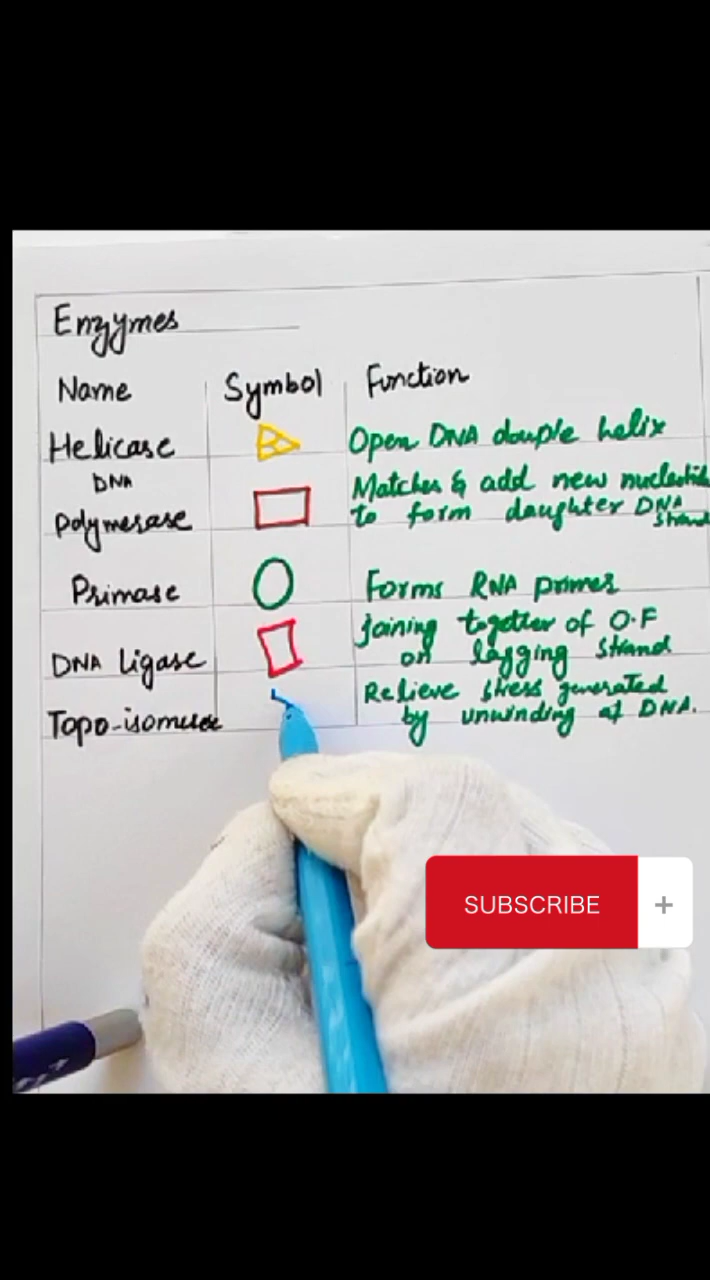 Enzymes
Name Symbol Function
Helicase Open DNA douple helix
DNA Matches & add new
polymerase to form daughter DNA strand
Primase Forms RNA primer
DNA Ligase Joining together of O.F
on lagging strand
Relieve stress generated
Topo-isomerase by unwinding of DNA.
SUBSCRIBE +